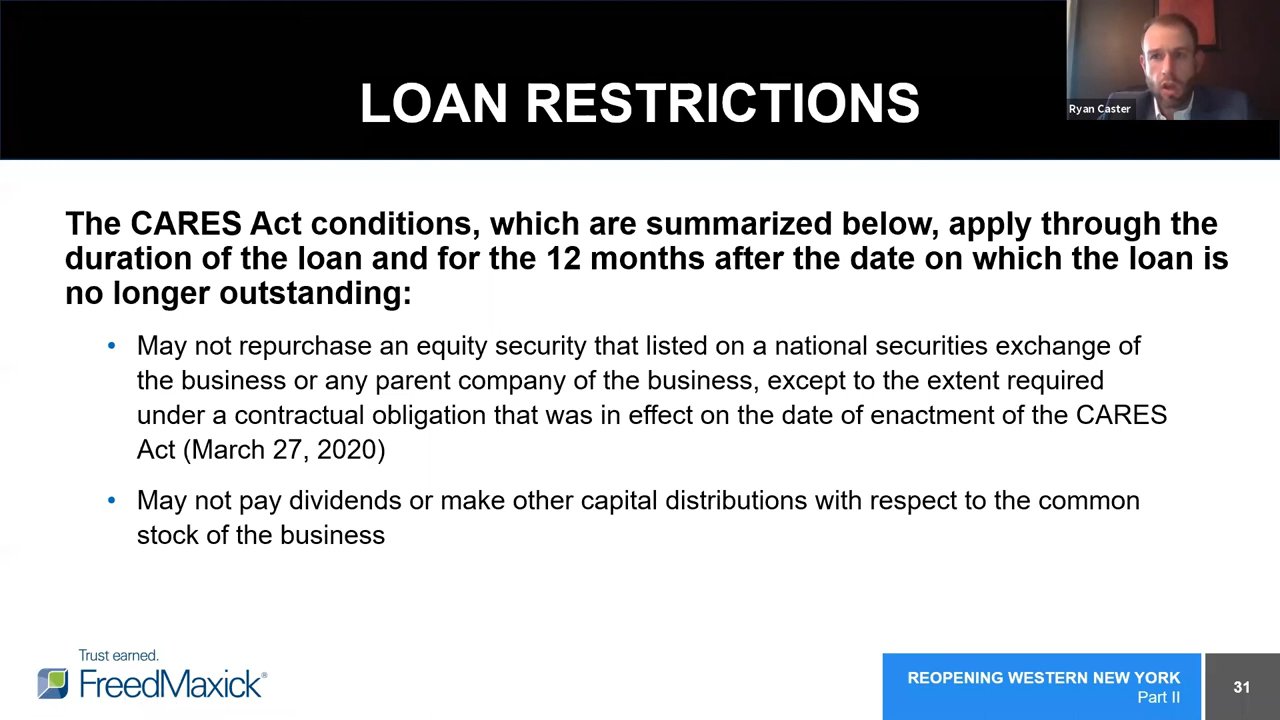 LOAN RESTRICTIONS
Ryan Caster
The CARES Act conditions, which are summarized below, apply through the
duration of the loan and for the 12 months after the date on which the loan is
no longer outstanding:
• May not repurchase an equity security that listed on a national securities exchange of
the business or any parent company of the business, except to the extent required
under a contractual obligation that was in effect on the date of enactment of the CARES
Act (March 27, 2020)
• May not pay dividends or make other capital distributions with respect to the common
stock of the business
Trust earned.
FreedMaxick®
REOPENING WESTERN NEW YORK
Part II
31